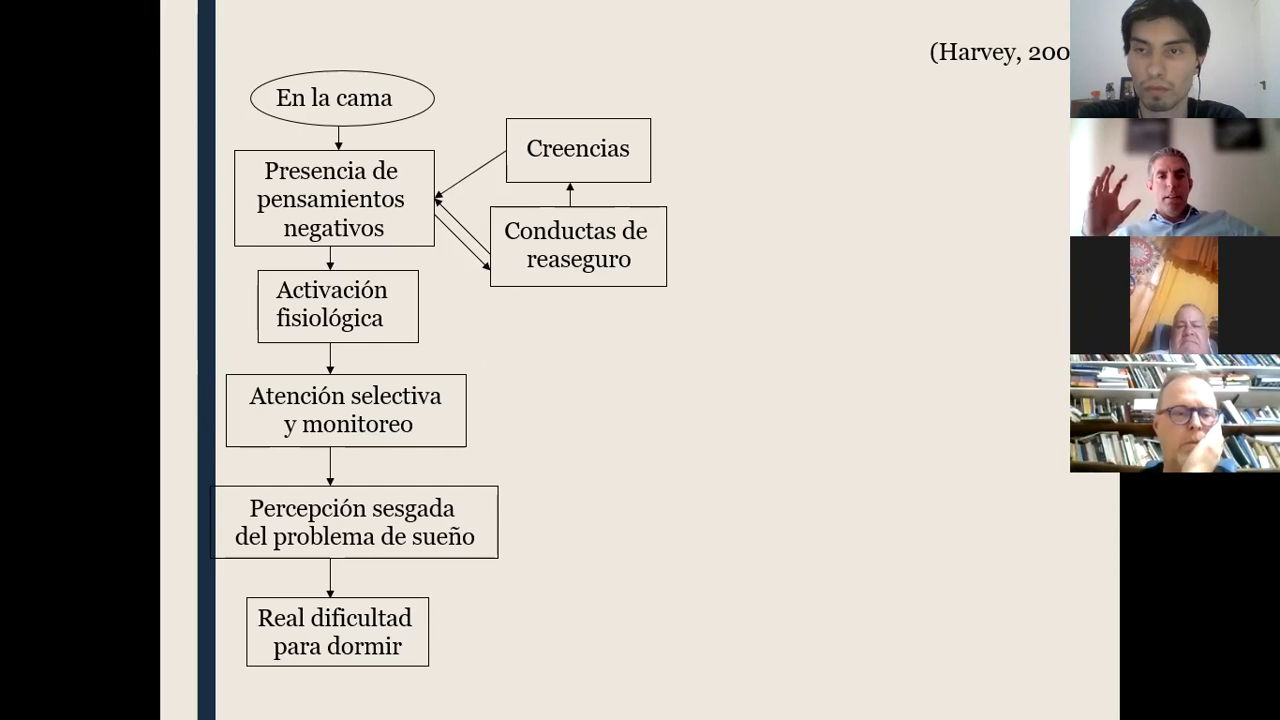 (Harvey, 200
En la cama
Presencia de
pensamientos
negativos
Creencias
Conductas de
reaseguro
Activación
fisiológica
Atención selectiva
y monitoreo
Percepción sesgada
del problema de sueño
Real dificultad
para dormir